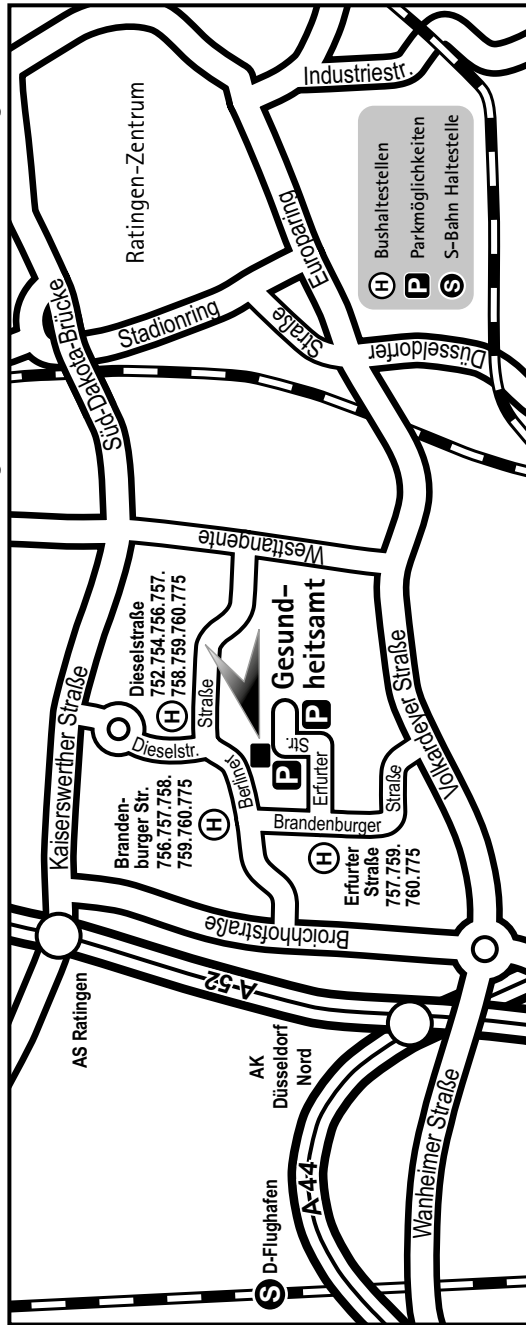 Ratingen-Zentrum
Industriestr.
H Bushaltestellen
P Parkmöglichkeiten
S S-Bahn Haltestelle
Süd-Dakota-Brücke
Stadionring
Europaring
Düsseldorfer
Straße
Kaiserswerther Straße
Westtangente
Dieselstraße
752.754.756.757.
758.759.760.775
H
Dieselstr.
Berliner
Straße
Gesund-
heitsamt
P
P
Erfurter
Str.
Branden-
burger Str.
756.757.758.
759.760.775
H
Brandenburger
Straße
H
Erfurter
Straße
757.759.
760.775
Volkardeyer Straße
Broichhofstraße
AS Ratingen
A-52
AK
Düsseldorf
Nord
A-44
Wanheimer Straße
S D-Flughafen